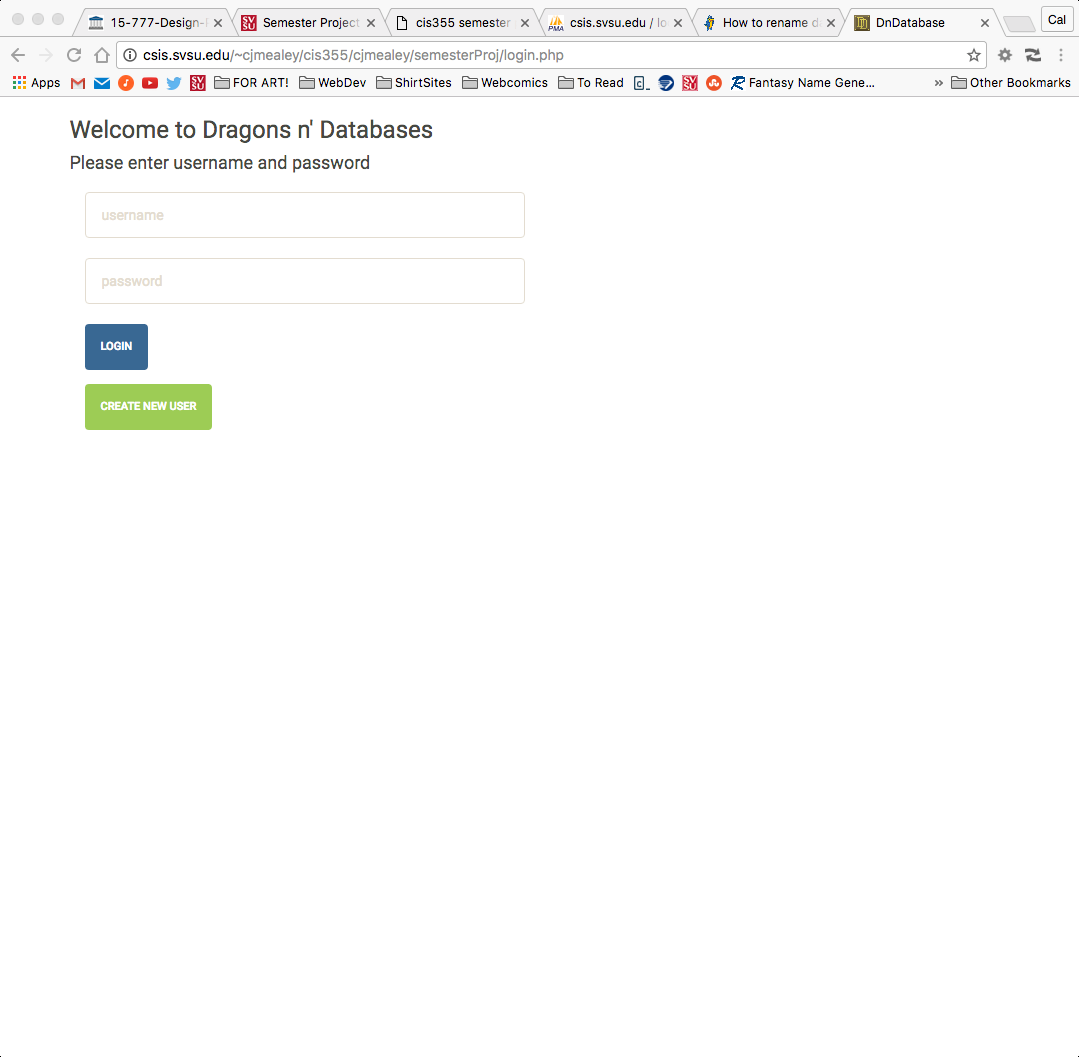 15-777-Design- Semester Project cis355 semester csis.svsu.edu / lo How to rename d DnDatabase Cal
csis.svsu.edu/~cjmealey/cis355/cjmealey/semesterProj/login.php
Apps FOR ART! WebDev ShirtSites Webcomics To Read Fantasy Name Gene... » Other Bookmarks
Welcome to Dragons n' Databases
Please enter username and password
username
password
LOGIN
CREATE NEW USER